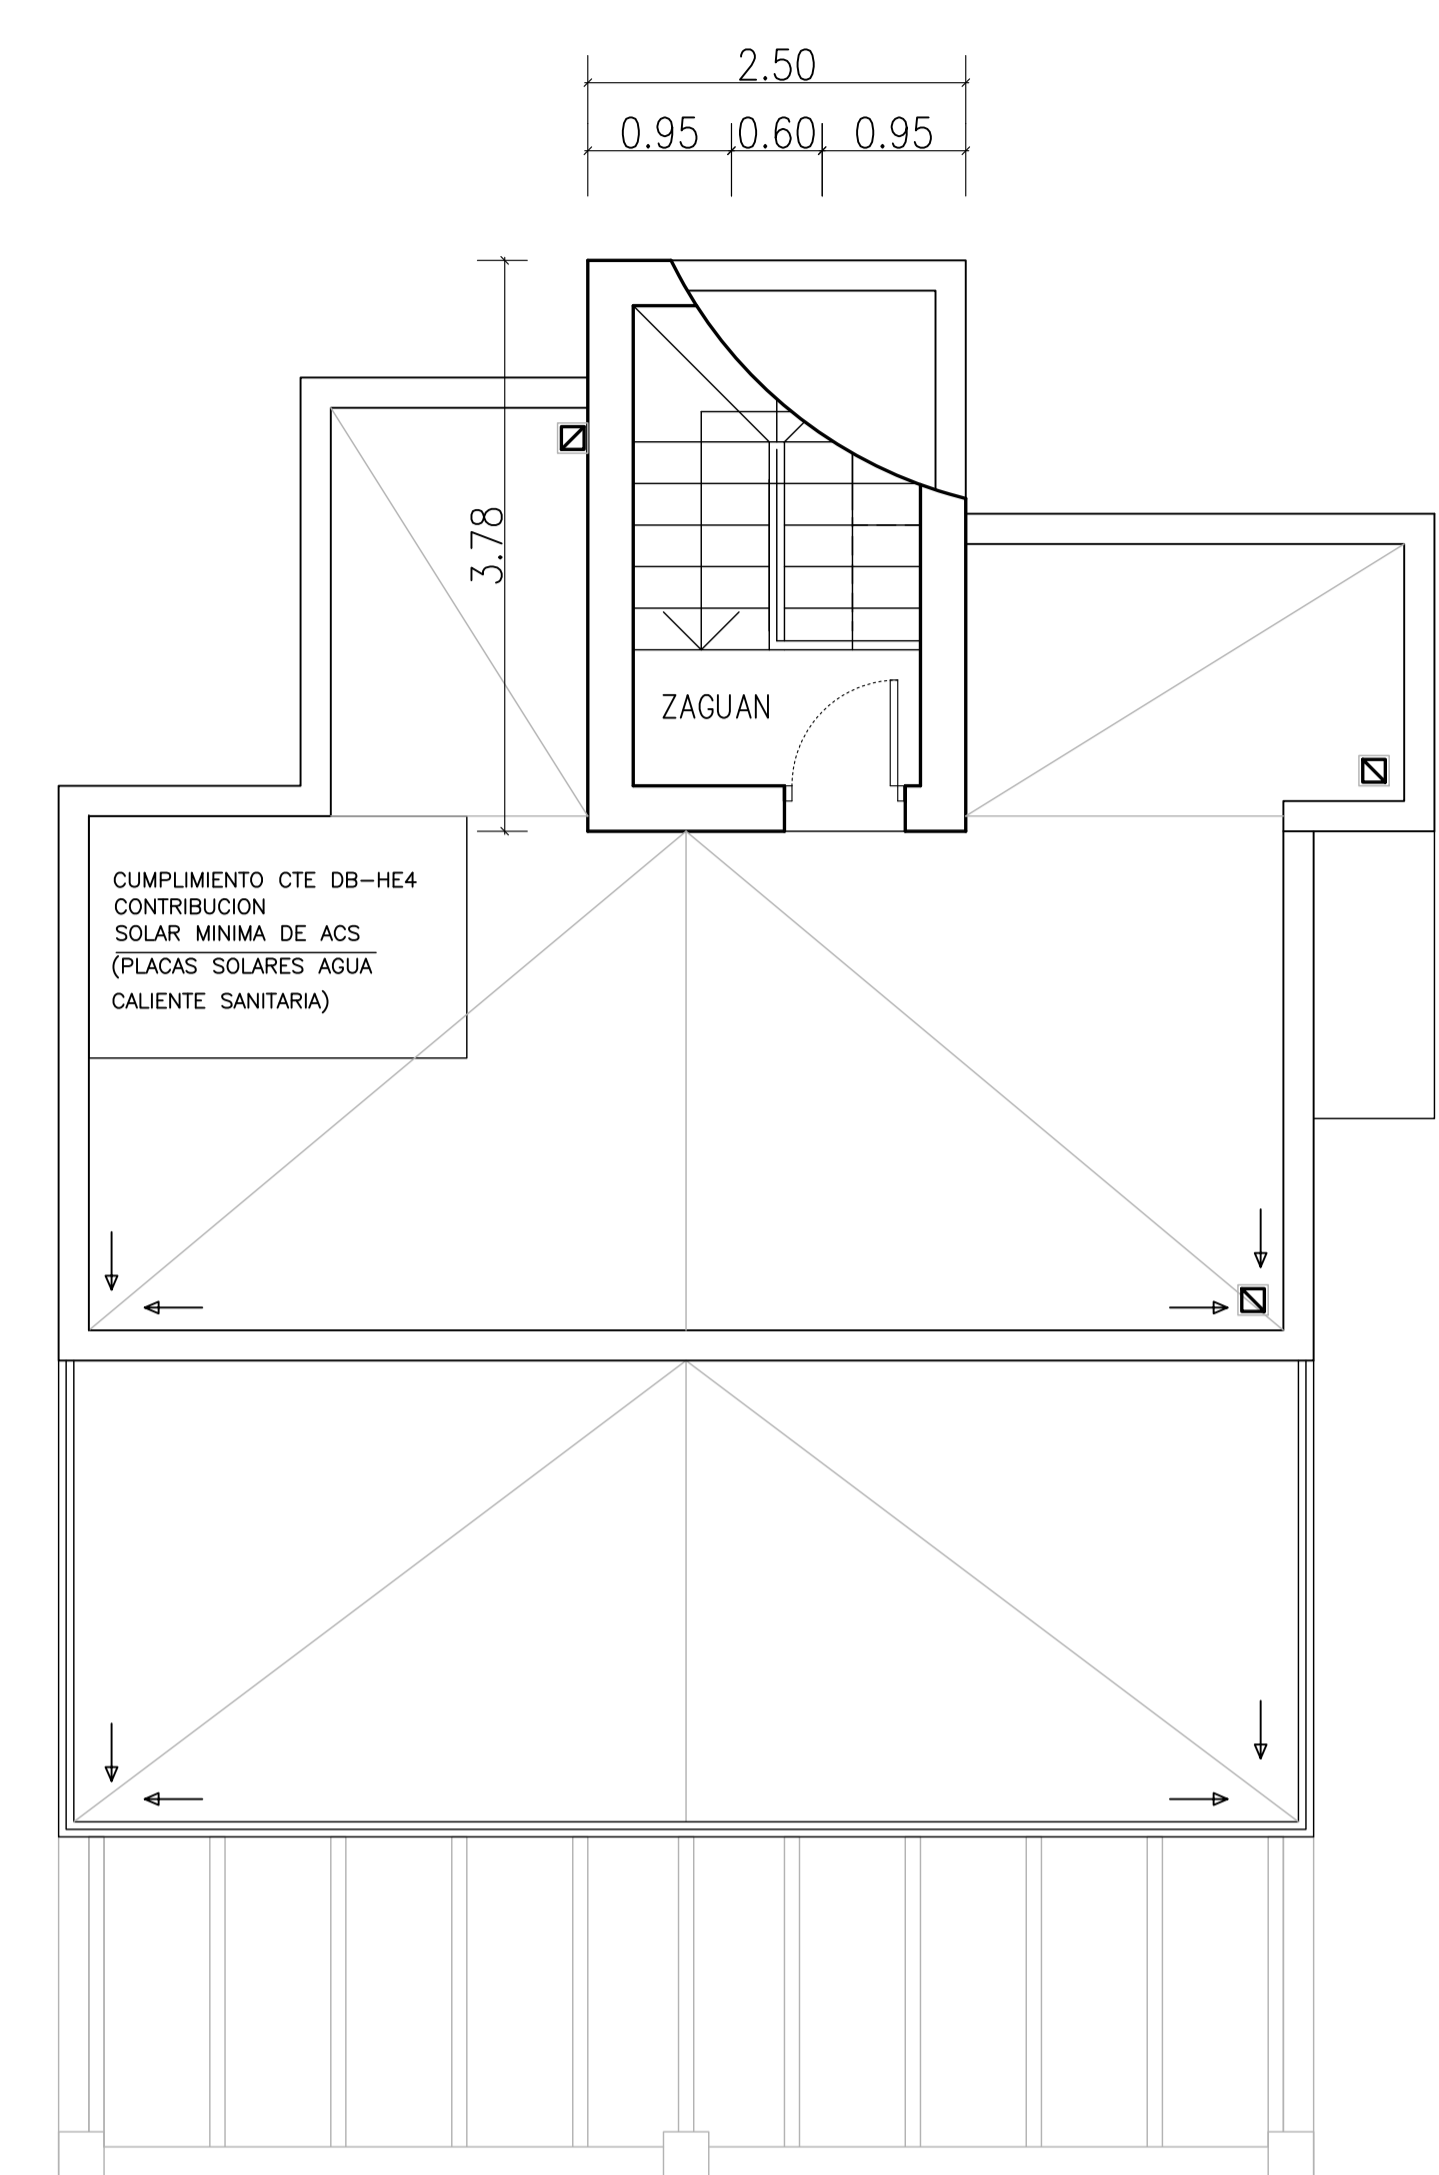 2.50
0.95 0.60 0.95
3.78
ZAGUAN
CUMPLIMIENTO CTE DB-HE4
CONTRIBUCION
SOLAR MINIMA DE ACS
(PLACAS SOLARES AGUA
CALIENTE SANITARIA)